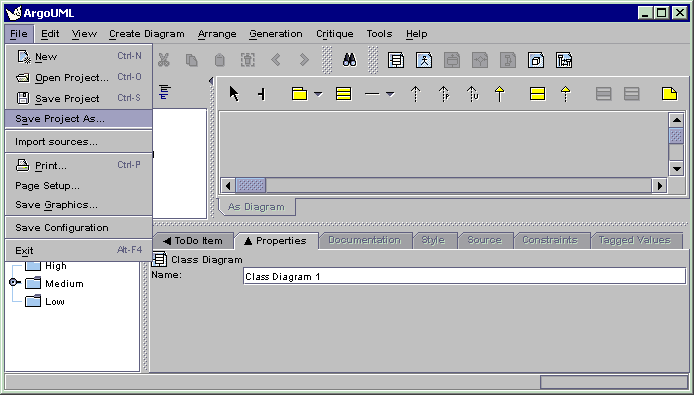 ArgoUML
File Edit View Create Diagram Arrange Generation Critique Tools Help
New Ctrl-N
Open Project... Ctrl-O
Save Project Ctrl-S
Save Project As...
Import sources...
Print... Ctrl-P
Page Setup...
Save Graphics...
Save Configuration
Exit Alt-F4
As Diagram
ToDo Item Properties Documentation Style Source Constraints Tagged Values
Class Diagram
Name: Class Diagram 1
High
Medium
Low